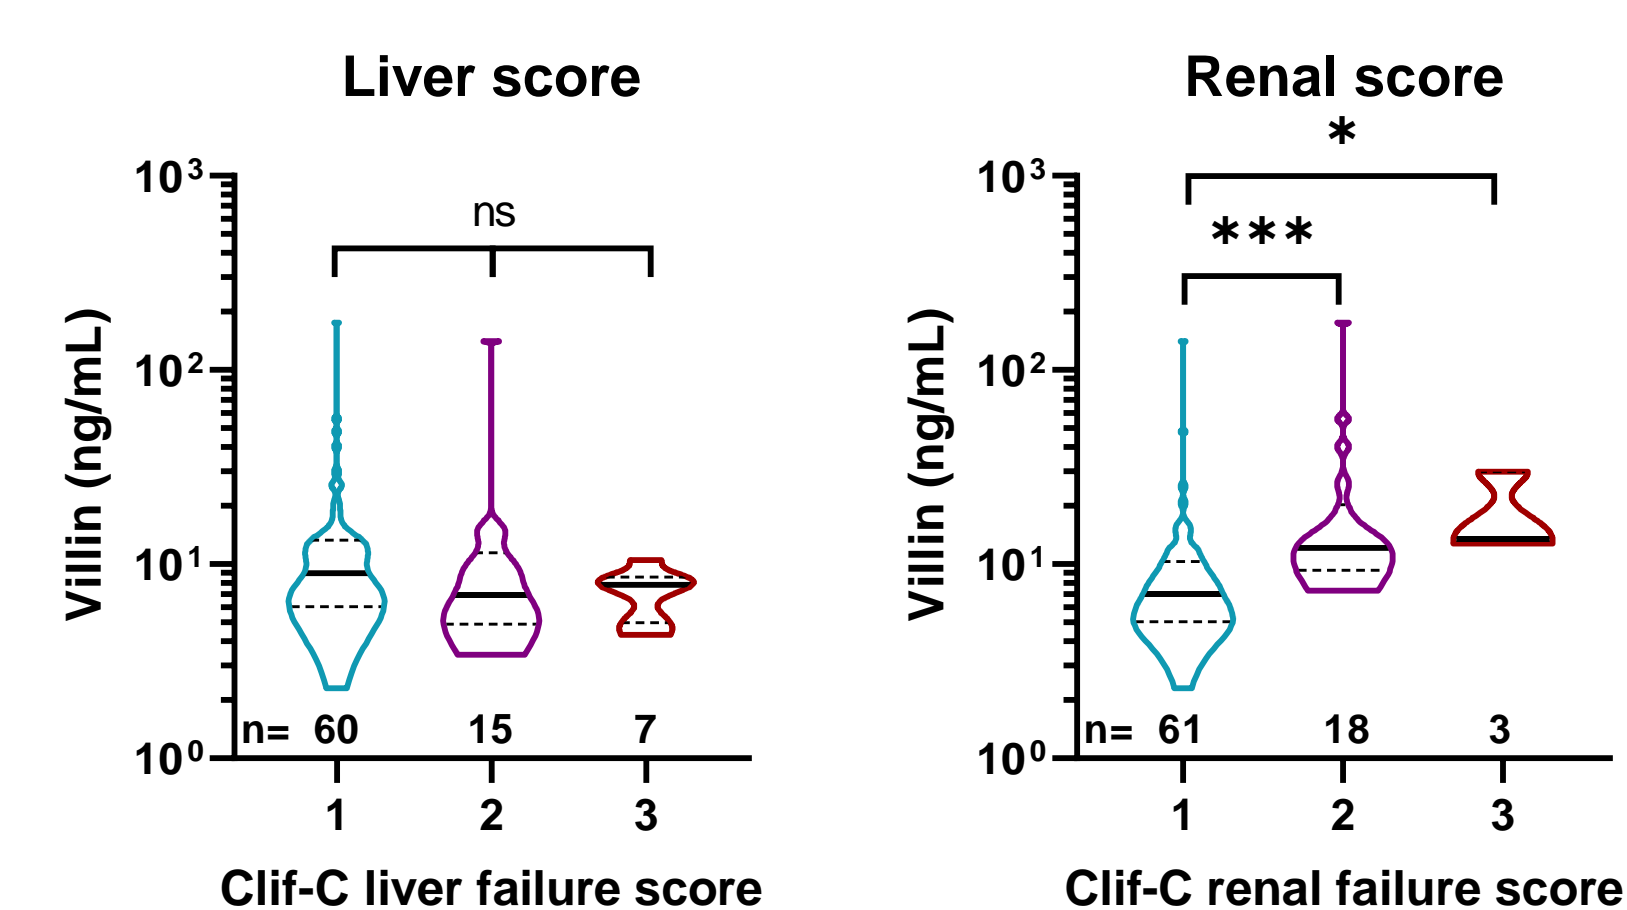 Liver score
ns
Villin (ng/mL)
10³
10²
10¹
10⁰
n= 60 15 7
1 2 3
Clif-C liver failure score
Renal score
*
***
Villin (ng/mL)
10³
10²
10¹
10⁰
n= 61 18 3
1 2 3
Clif-C renal failure score